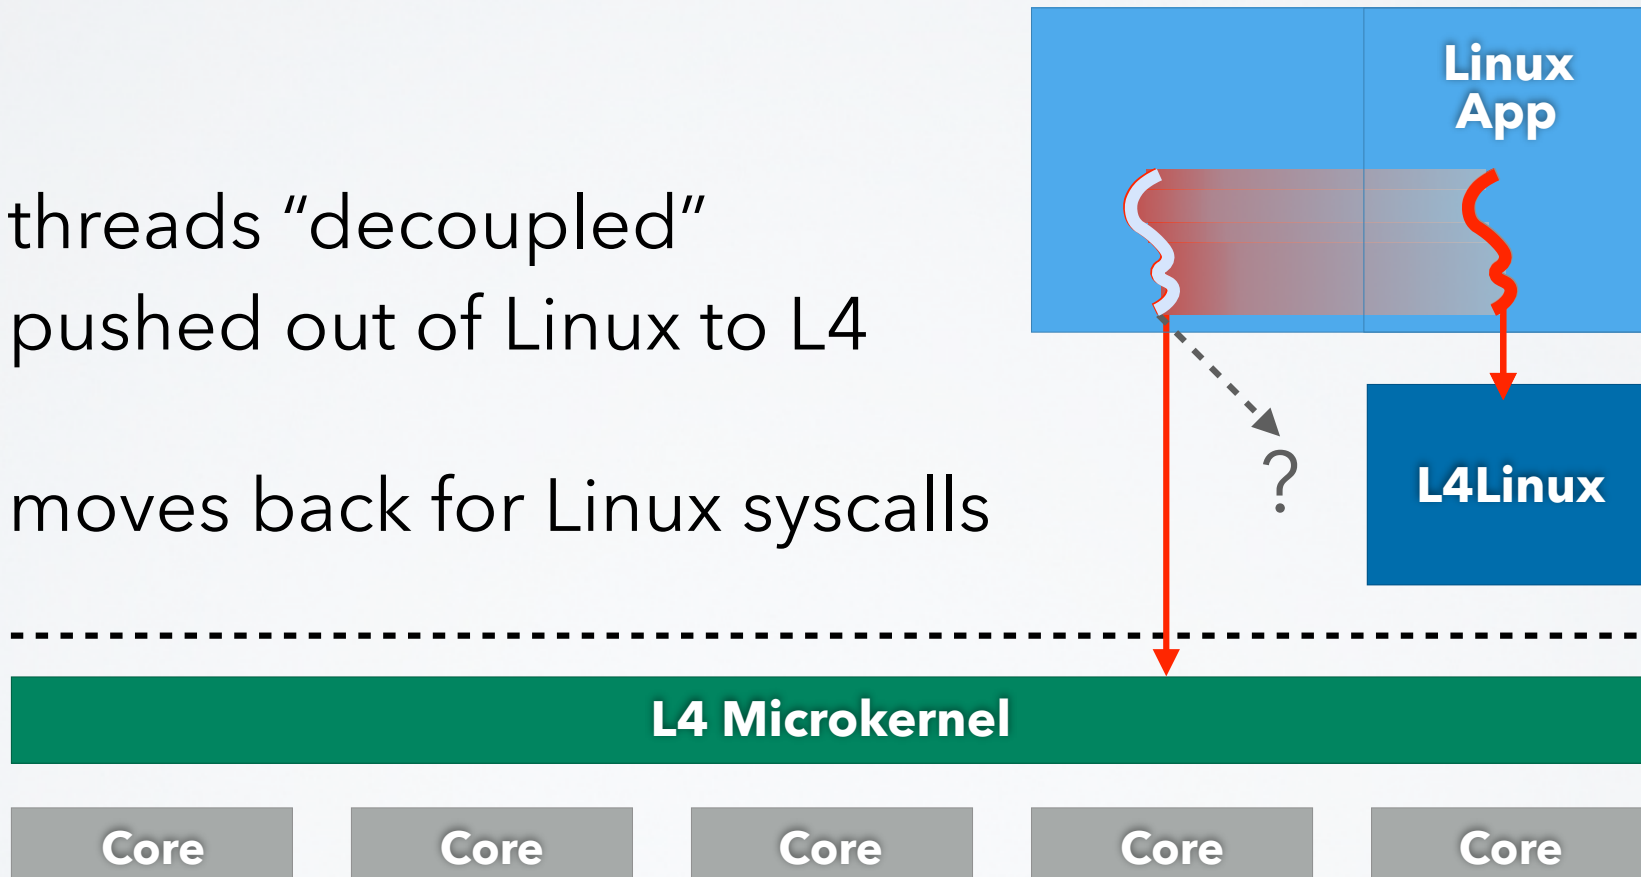 Linux
App
threads “decoupled”
pushed out of Linux to L4
moves back for Linux syscalls
?
L4Linux
L4 Microkernel
Core Core Core Core Core